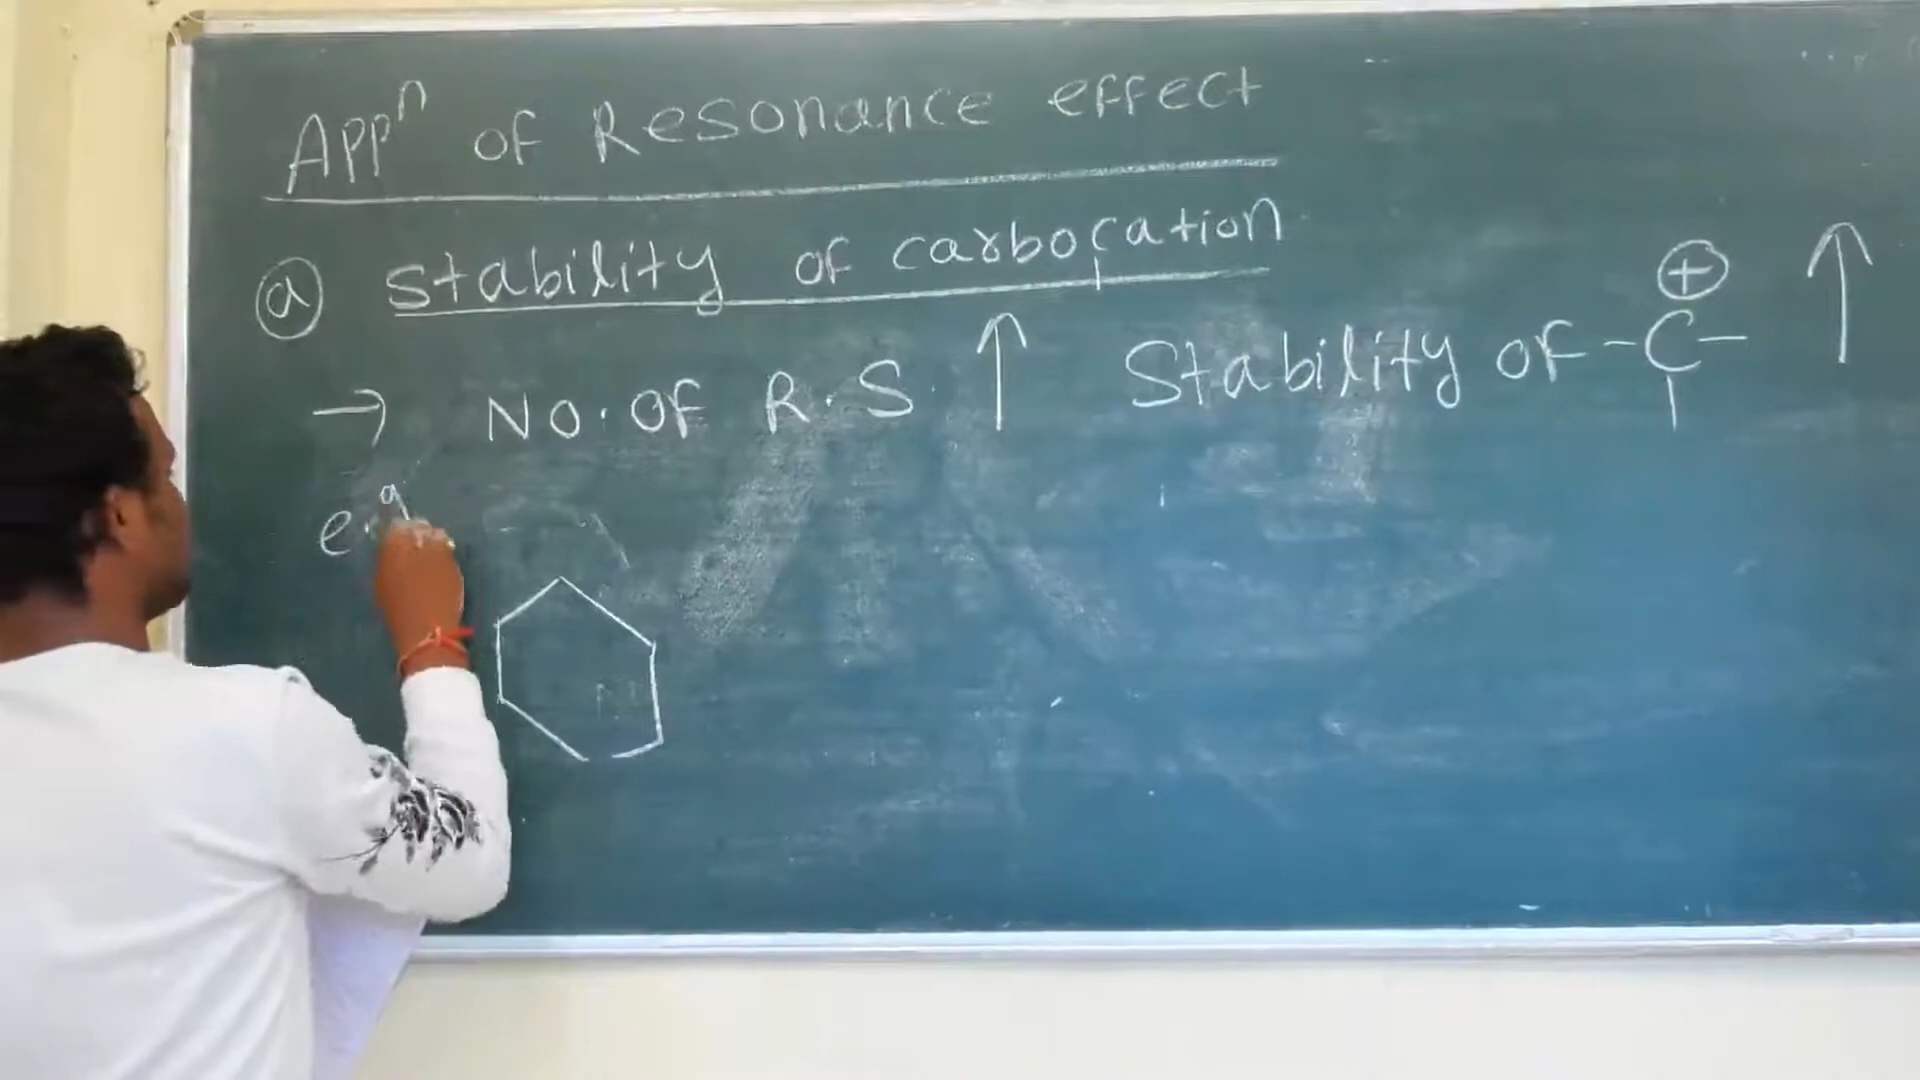 Appⁿ of Resonance effect
(a) Stability of carbocation
→ No. of R.S. ↑ Stability of -C- ⊕ ↑
e.g